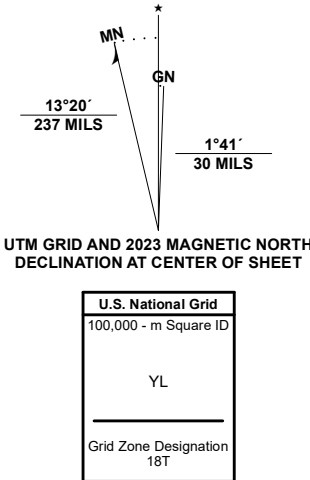 ★
MN
GN
13°20´
237 MILS
1°41´
30 MILS
UTM GRID AND 2023 MAGNETIC NORTH
DECLINATION AT CENTER OF SHEET
U.S. National Grid
100,000 - m Square ID
YL
Grid Zone Designation
18T